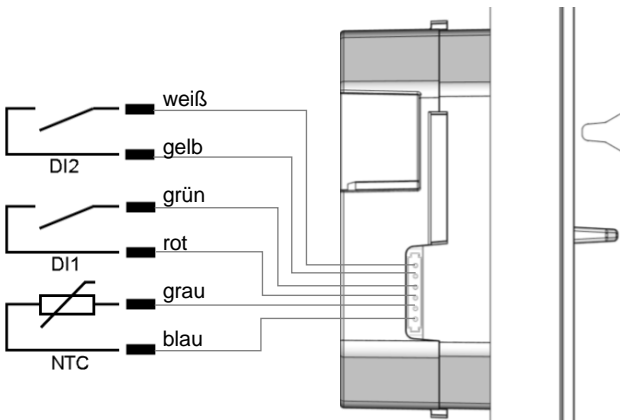 weiß
gelb
DI2
grün
rot
DI1
grau
blau
NTC